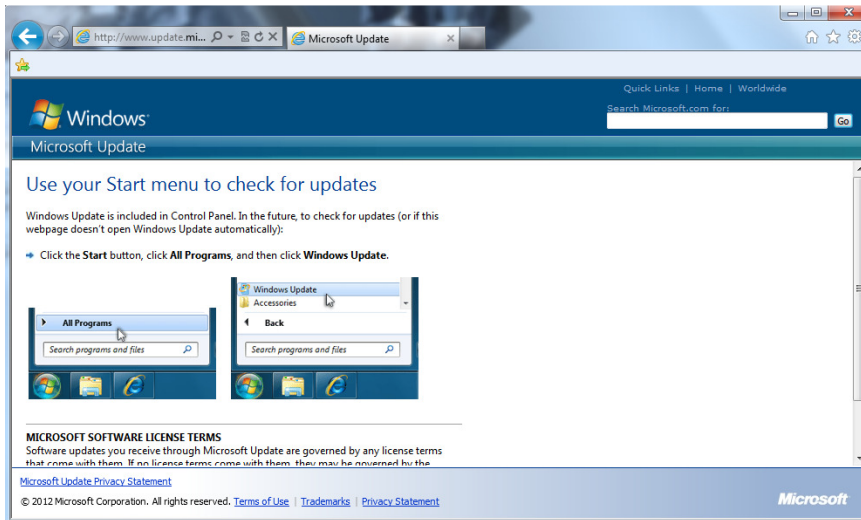 http://www.update.mi...
Microsoft Update
Quick Links | Home | Worldwide
Search Microsoft.com for:
Go
Windows
Microsoft Update
Use your Start menu to check for updates
Windows Update is included in Control Panel. In the future, to check for updates (or if this
webpage doesn't open Windows Update automatically):
Click the Start button, click All Programs, and then click Windows Update.
Windows Update
Accessories
All Programs
Back
Search programs and files
Search programs and files
MICROSOFT SOFTWARE LICENSE TERMS
Software updates you receive through Microsoft Update are governed by any license terms
that come with them. If no license terms come with them, they may be governed by the
Microsoft Update Privacy Statement
© 2012 Microsoft Corporation. All rights reserved. Terms of Use | Trademarks | Privacy Statement
Microsoft